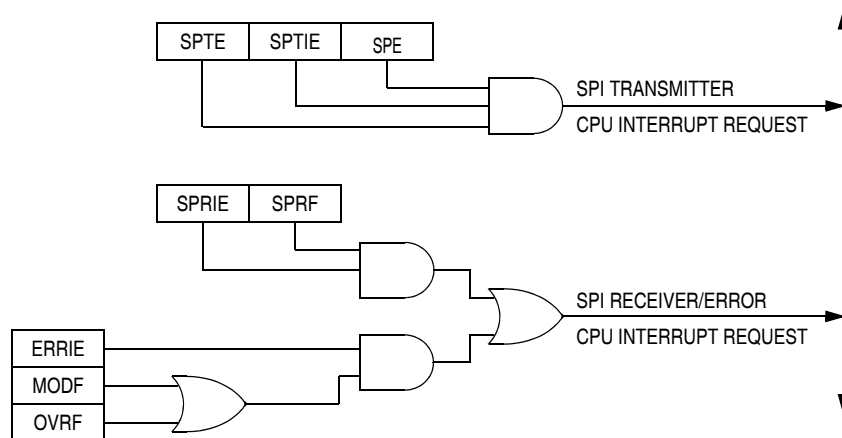 SPTE SPTIE SPE
SPI TRANSMITTER
CPU INTERRUPT REQUEST
SPRIE SPRF
SPI RECEIVER/ERROR
CPU INTERRUPT REQUEST
ERRIE
MODF
OVRF